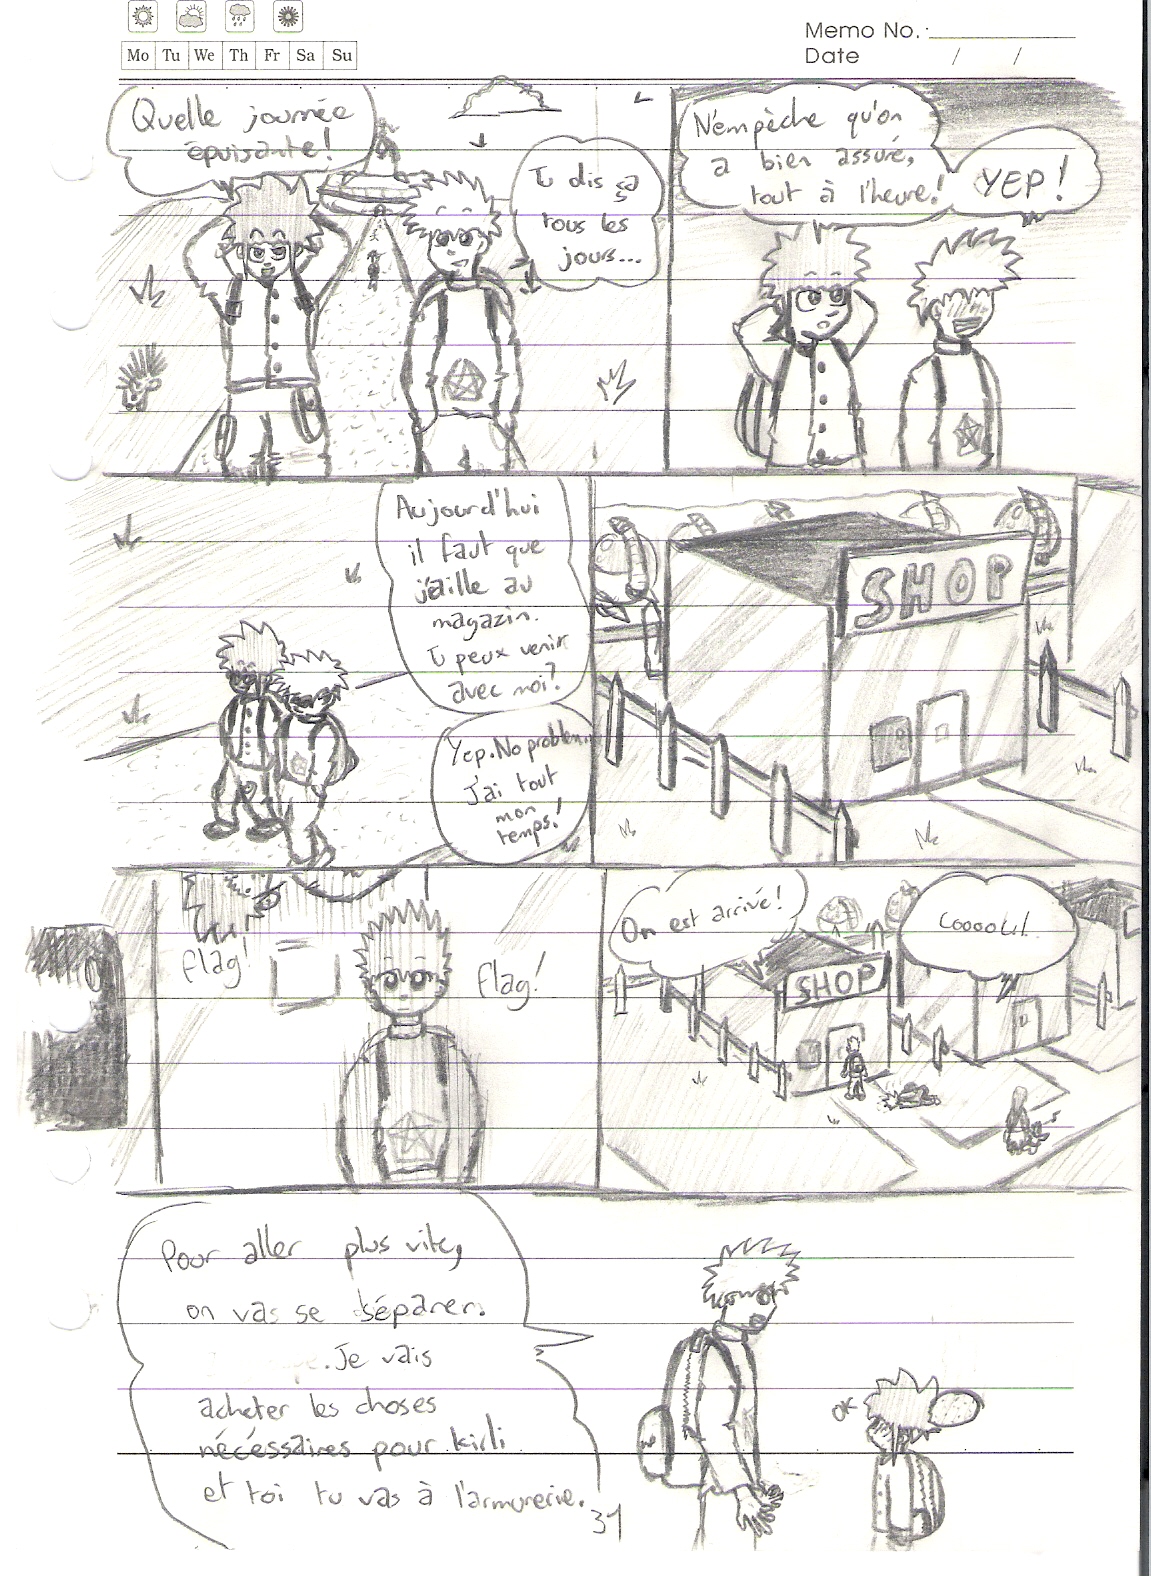 Memo No.
Date / /
Mo Tu We Th Fr Sa Su
Quelle journée
épuisante!
Tu dis ça
tous les
jours...
N'empèche qu'on
a bien assuré,
tout à l'heure!
YEP!
Aujourd'hui
il faut que
j'aille au
magazin.
Tu peux venir
avec moi?
Yep. No problem.
J'ai tout
mon
temps!
SHOP
flag!
flag!
On est arrivé!
SHOP
Pour aller plus vite,
on vas se séparer.
Je vais
acheter les choses
nécéssaires pour kirli
et toi tu vas à l'armurerie.
OK
31